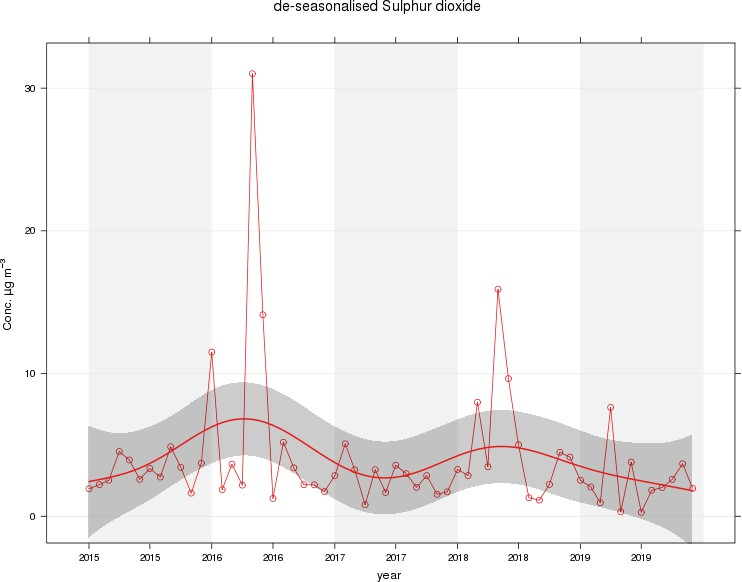 de-seasonalised Sulphur dioxide
30
20
10
0
Conc. µg m⁻³
2015 2015 2016 2016 2017 2017 2018 2018 2019 2019
year